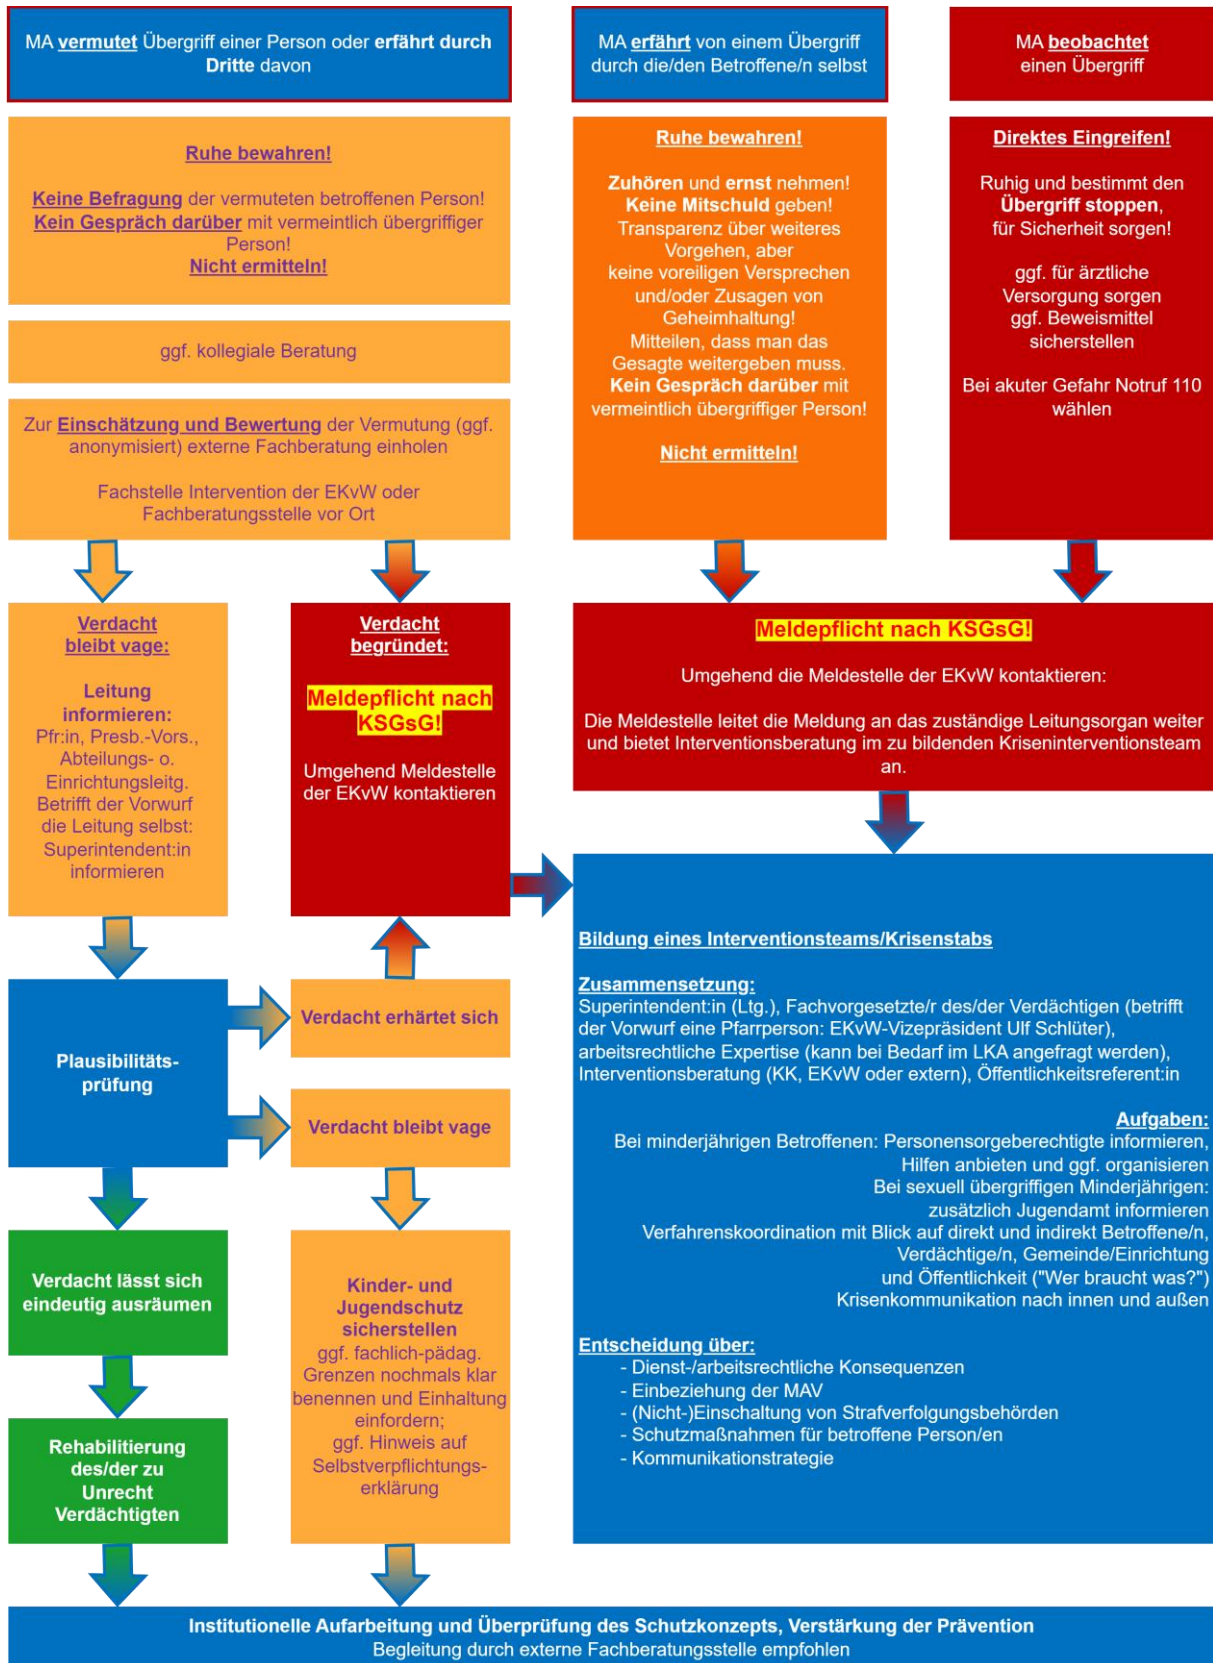 MA vermutet Übergriff einer Person oder erfährt durch
Dritte davon
MA erfährt von einem Übergriff
durch die/den Betroffene/n selbst
MA beobachtet
einen Übergriff
Ruhe bewahren!
Keine Befragung der vermuteten betroffenen Person!
Kein Gespräch darüber mit vermeintlich übergriffiger
Person!
Nicht ermitteln!
ggf. kollegiale Beratung
Zur Einschätzung und Bewertung der Vermutung (ggf.
anonymisiert) externe Fachberatung einholen
Fachstelle Intervention der EKvW oder
Fachberatungsstelle vor Ort
Ruhe bewahren!
Zuhören und ernst nehmen!
Keine Mitschuld geben!
Transparenz über weiteres
Vorgehen, aber
keine voreiligen Versprechen
und/oder Zusagen von
Geheimhaltung!
Mitteilen, dass man das
Gesagte weitergeben muss.
Kein Gespräch darüber mit
vermeintlich übergriffiger Person!
Nicht ermitteln!
Direktes Eingreifen!
Ruhig und bestimmt den
Übergriff stoppen,
für Sicherheit sorgen!
ggf. für ärztliche
Versorgung sorgen
ggf. Beweismittel
sicherstellen
Bei akuter Gefahr Notruf 110
wählen
Verdacht
bleibt vage:
Leitung
informieren:
Pfr:in, Presb.-Vors.,
Abteilungs- o.
Einrichtungsleitg.
Betrifft der Vorwurf
die Leitung selbst:
Superintendent:in
informieren
Verdacht
begründet:
Meldepflicht nach
KSGsG!
Umgehend Meldestelle
der EKvW kontaktieren
Meldepflicht nach KSGsG!
Umgehend die Meldestelle der EKvW kontaktieren:
Die Meldestelle leitet die Meldung an das zuständige Leitungsorgan weiter
und bietet Interventionsberatung im zu bildenden Kriseninterventionsteam
an.
Plausibilitäts-
prüfung
Verdacht erhärtet sich
Verdacht bleibt vage
Verdacht lässt sich
eindeutig ausräumen
Rehabilitierung
des/der zu
Unrecht
Verdächtigten
Kinder- und
Jugendschutz
sicherstellen
ggf. fachlich-pädag.
Grenzen nochmals klar
benennen und Einhaltung
einfordern;
ggf. Hinweis auf
Selbstverpflichtungs-
erklärung
Bildung eines Interventionsteams/Krisenstabs
Zusammensetzung:
Superintendent:in (Ltg.), Fachvorgesetzte/r des/der Verdächtigen (betrifft
der Vorwurf eine Pfarrperson: EKvW-Vizepräsident Ulf Schlüter),
arbeitsrechtliche Expertise (kann bei Bedarf im LKA angefragt werden),
Interventionsberatung (KK, EKvW oder extern), Öffentlichkeitsreferent:in
Aufgaben:
Bei minderjährigen Betroffenen: Personensorgeberechtigte informieren,
Hilfen anbieten und ggf. organisieren
Bei sexuell übergriffigen Minderjährigen:
zusätzlich Jugendamt informieren
Verfahrenskoordination mit Blick auf direkt und indirekt Betroffene/n,
Verdächtige/n, Gemeinde/Einrichtung
und Öffentlichkeit ("Wer braucht was?")
Krisenkommunikation nach innen und außen
Entscheidung über:
- Dienst-/arbeitsrechtliche Konsequenzen
- Einbeziehung der MAV
- (Nicht-)Einschaltung von Strafverfolgungsbehörden
- Schutzmaßnahmen für betroffene Person/en
- Kommunikationstrategie
Institutionelle Aufarbeitung und Überprüfung des Schutzkonzepts, Verstärkung der Prävention
Begleitung durch externe Fachberatungsstelle empfohlen